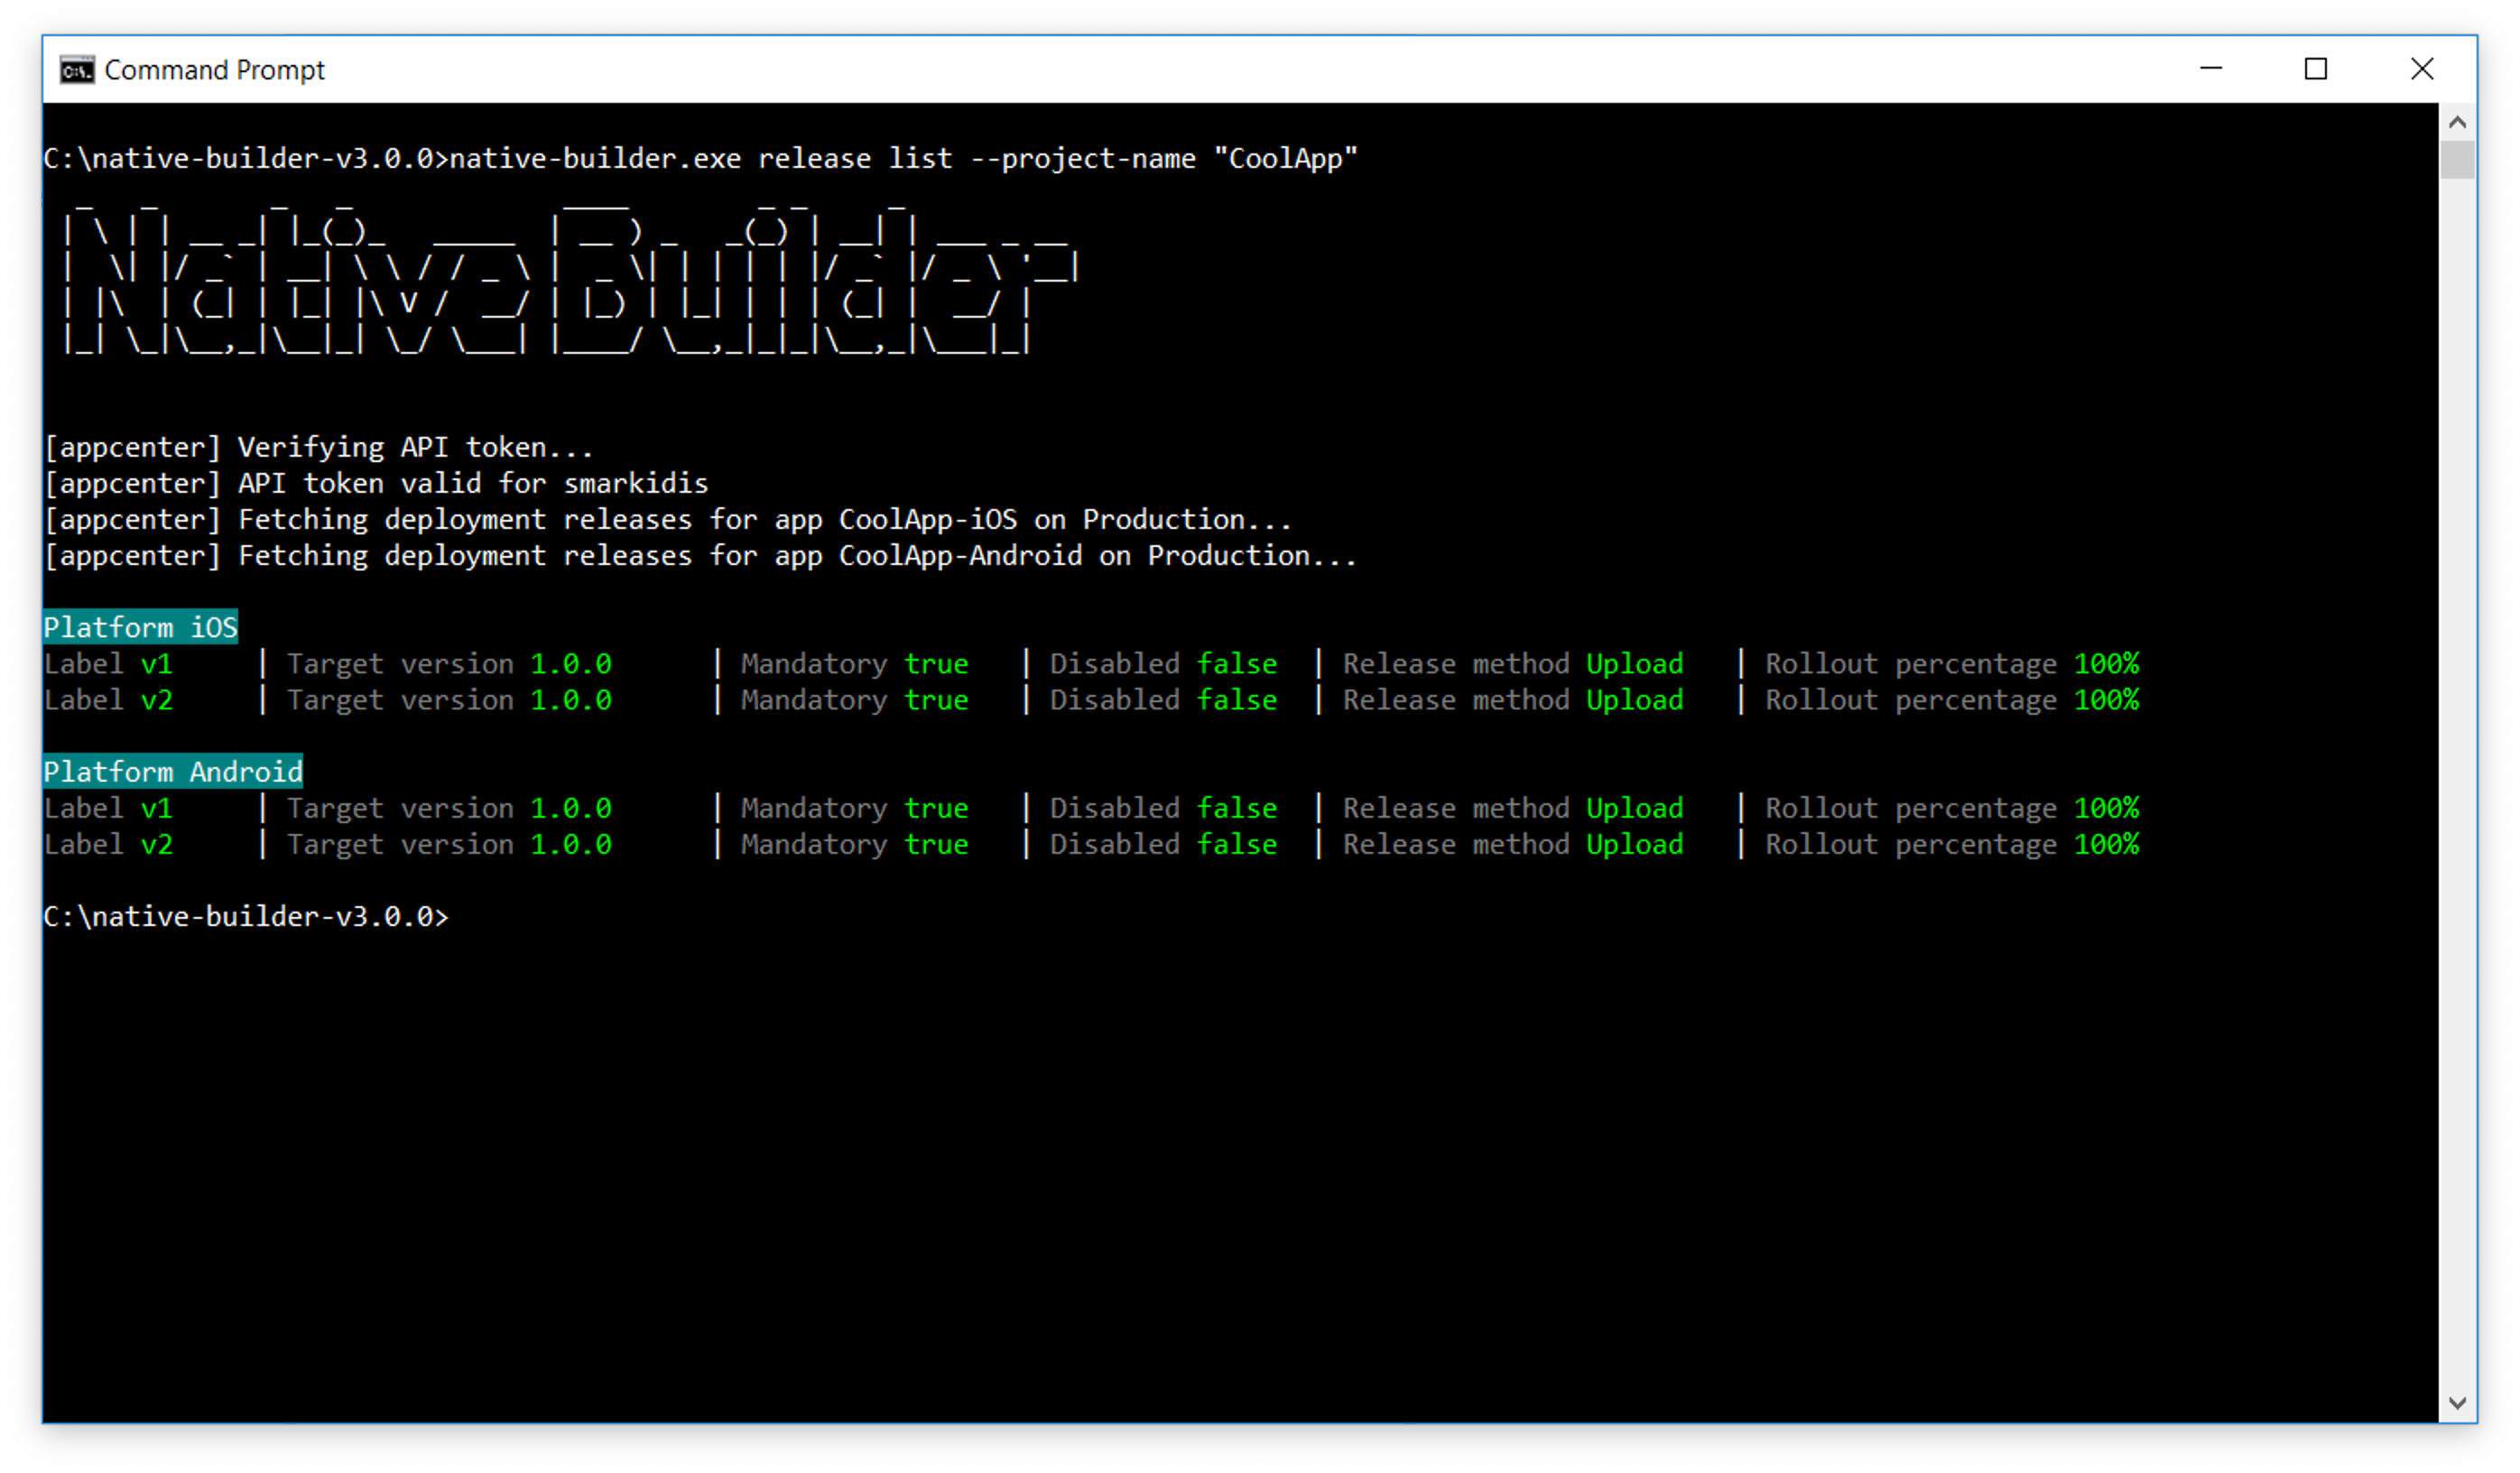 Command Prompt
C:\native-builder-v3.0.0>native-builder.exe release list --project-name "CoolApp"
Native Builder
[appcenter] Verifying API token...
[appcenter] API token valid for smarkidis
[appcenter] Fetching deployment releases for app CoolApp-iOS on Production...
[appcenter] Fetching deployment releases for app CoolApp-Android on Production...
Platform iOS
Label v1 | Target version 1.0.0 | Mandatory true | Disabled false | Release method Upload | Rollout percentage 100%
Label v2 | Target version 1.0.0 | Mandatory true | Disabled false | Release method Upload | Rollout percentage 100%
Platform Android
Label v1 | Target version 1.0.0 | Mandatory true | Disabled false | Release method Upload | Rollout percentage 100%
Label v2 | Target version 1.0.0 | Mandatory true | Disabled false | Release method Upload | Rollout percentage 100%
C:\native-builder-v3.0.0>